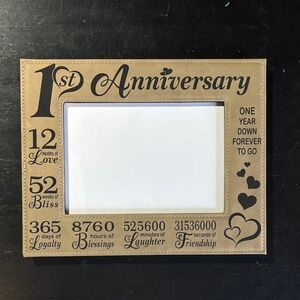 1st Anniversary
ONE
YEAR
DOWN
FOREVER
TO GO
12 months of
Love
52 weeks of
Bliss
365 days of
Loyalty
8760 hours of
Blessings
525600 minutes of
Laughter
31536000 seconds of
Friendship